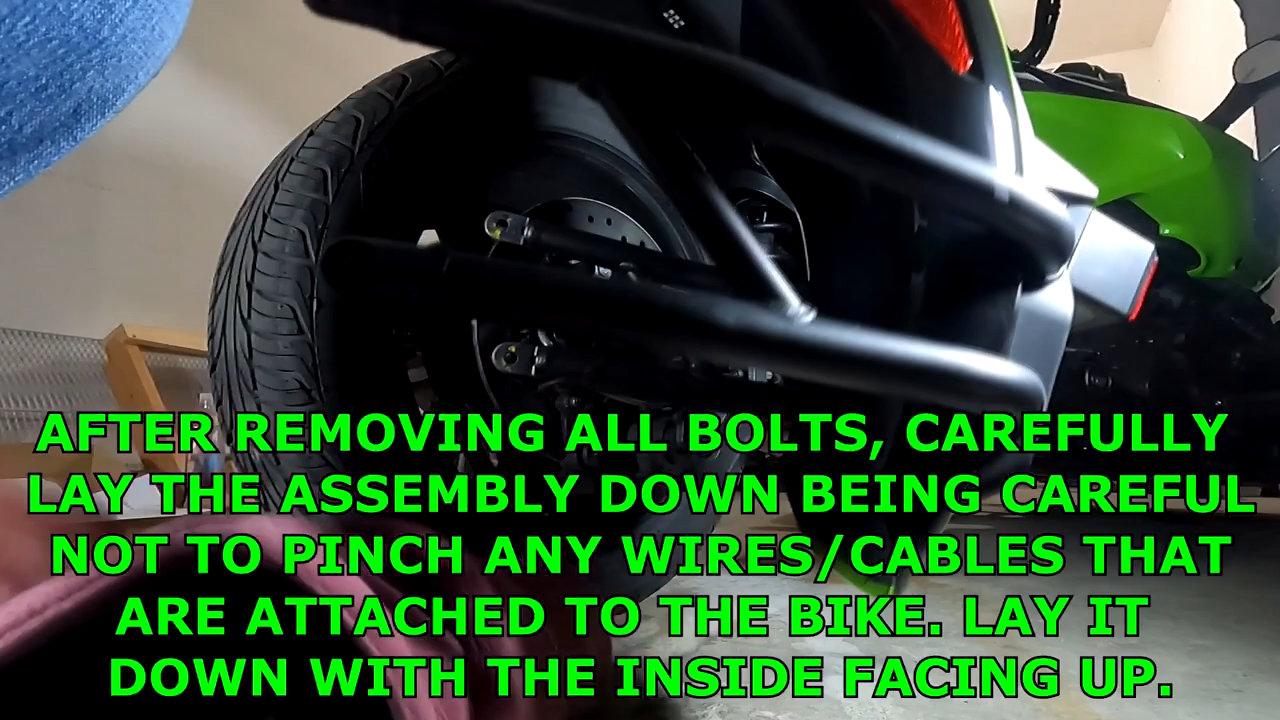 AFTER REMOVING ALL BOLTS, CAREFULLY
LAY THE ASSEMBLY DOWN BEING CAREFUL
NOT TO PINCH ANY WIRES/CABLES THAT
ARE ATTACHED TO THE BIKE. LAY IT
DOWN WITH THE INSIDE FACING UP.